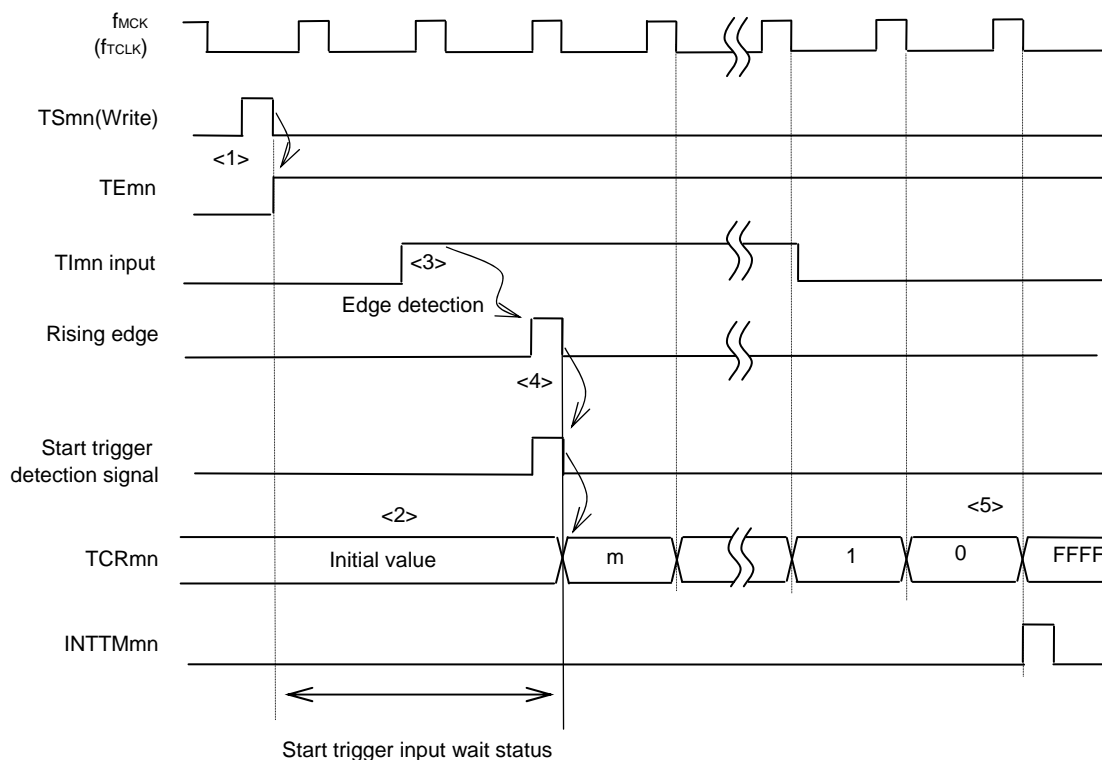 fMCK
(fTCLK)
TSmn(Write)
<1>
TEmn
TImn input
<3>
Edge detection
Rising edge
<4>
Start trigger
detection signal
<2>
<5>
TCRmn
Initial value
m
1
0
FFFF
INTTMmn
Start trigger input wait status